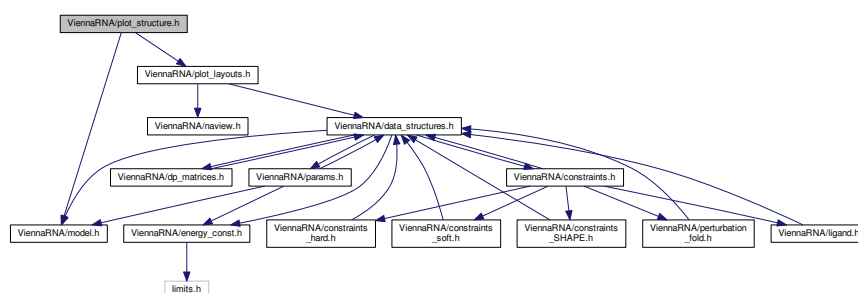 ViennaRNA/plot_structure.h
ViennaRNA/plot_layouts.h
ViennaRNA/naview.h
ViennaRNA/data_structures.h
ViennaRNA/dp_matrices.h
ViennaRNA/params.h
ViennaRNA/constraints.h
ViennaRNA/model.h
ViennaRNA/energy_const.h
ViennaRNA/constraints
_hard.h
ViennaRNA/constraints
_soft.h
ViennaRNA/constraints
_SHAPE.h
ViennaRNA/perturbation
_fold.h
ViennaRNA/ligand.h
limits.h